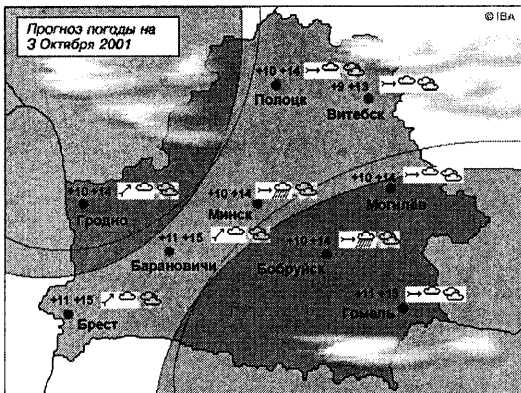 Прогноз погоды на
3 Октября 2001
© IBA
+10 +14
Полоцк
+9 +13
Витебск
+10 +14
Гродно
+10 +14
Минск
+10 +14
Могилёв
+11 +15
Барановичи
+10 +14
Бобруйск
+11 +15
Брест
+11 +15
Гомель